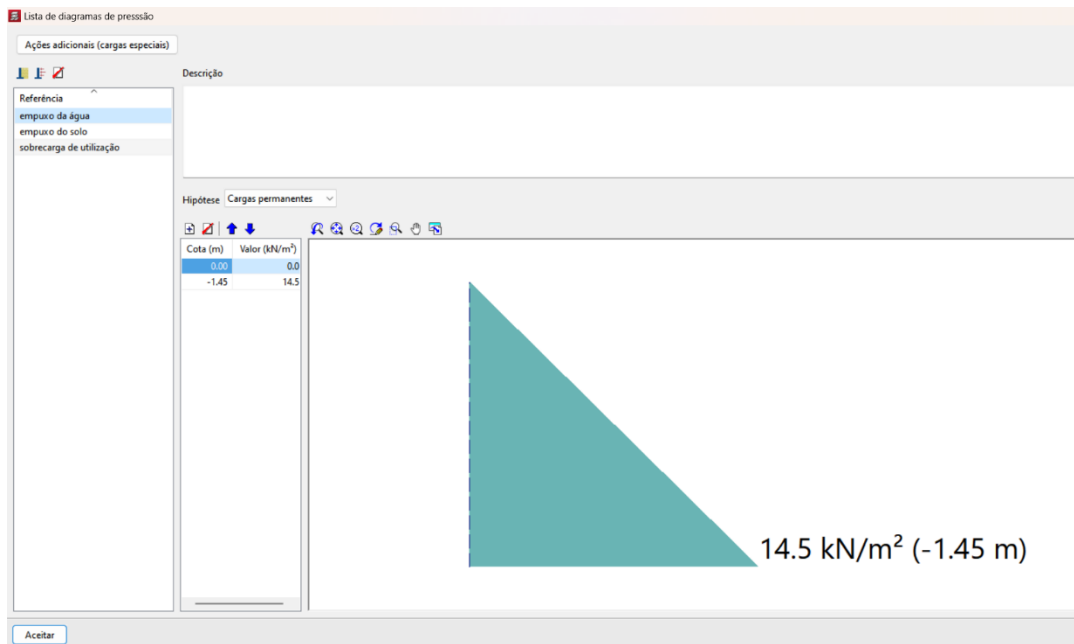 Lista de diagramas de presssão
Ações adicionais (cargas especiais)
Descrição
Referência
empuxo da água
empuxo do solo
sobrecarga de utilização
Hipótese Cargas permanentes
Cota (m) Valor (kN/m²)
0.00 0.0
-1.45 14.5
14.5 kN/m² (-1.45 m)
Aceitar